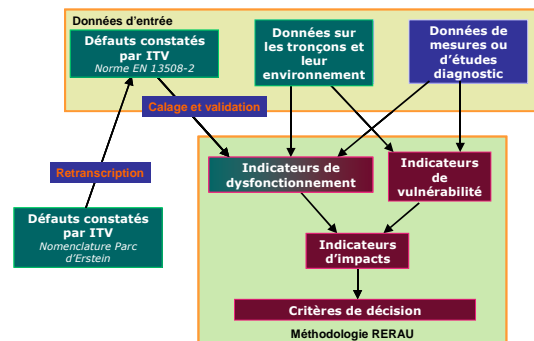 Données d'entrée
Défauts constatés
par ITV
Norme EN 13508-2
Données sur
les tronçons et
leur
environnement
Données de
mesures ou
d'études
diagnostic
Calage et validation
Retranscription
Indicateurs de
dysfonctionnement
Indicateurs
de
vulnérabilité
Défauts constatés
par ITV
Nomenclature Parc
d'Erstein
Indicateurs
d'impacts
Critères de décision
Méthodologie RERAU